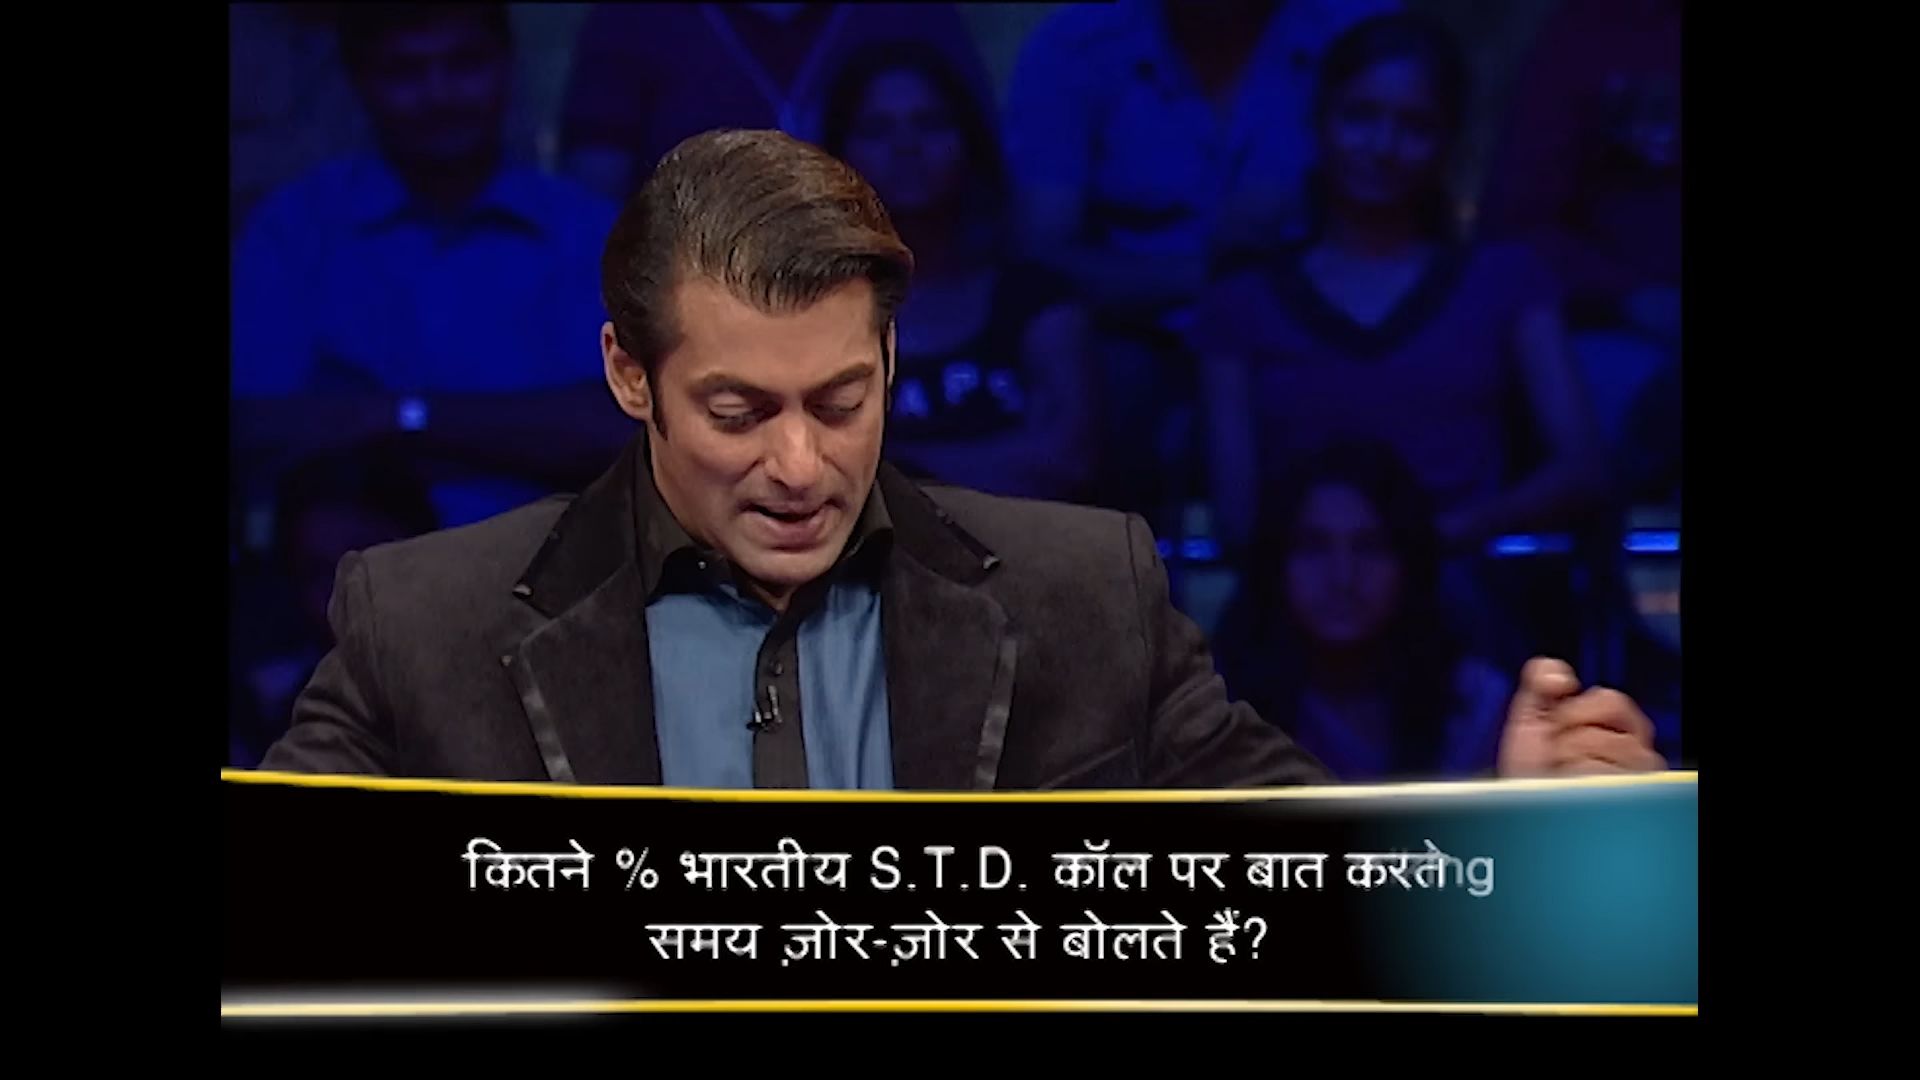 कितने % भारतीय S.T.D. कॉल पर बात करते
समय ज़ोर-ज़ोर से बोलते हैं?